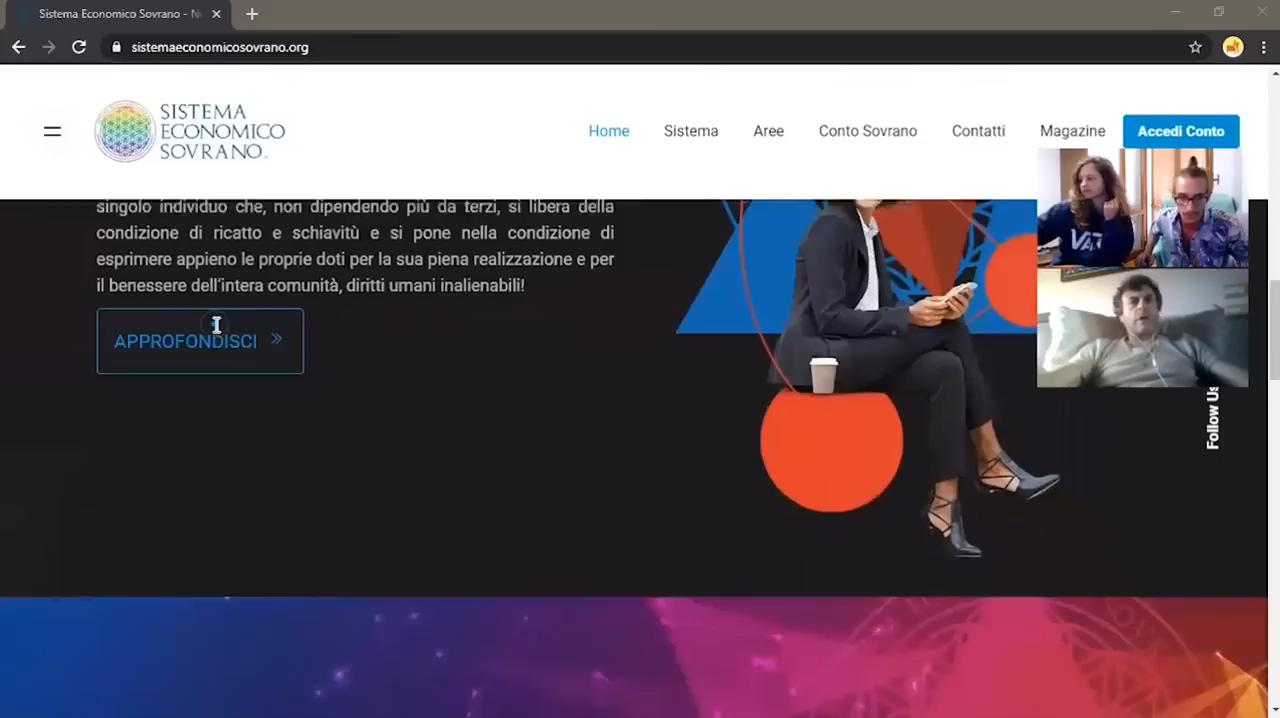 Sistema Economico Sovrano - Nu
sistemaeconomicosovrano.org
SISTEMA
ECONOMICO
SOVRANO
Home
Sistema
Aree
Conto Sovrano
Contatti
Magazine
Accedi Conto
singolo individuo che, non dipendendo più da terzi, si libera della
condizione di ricatto e schiavitù e si pone nella condizione di
esprimere appieno le proprie doti per la sua piena realizzazione e per
il benessere dell'intera comunità, diritti umani inalienabili!
APPROFONDISCI »
Follow Us